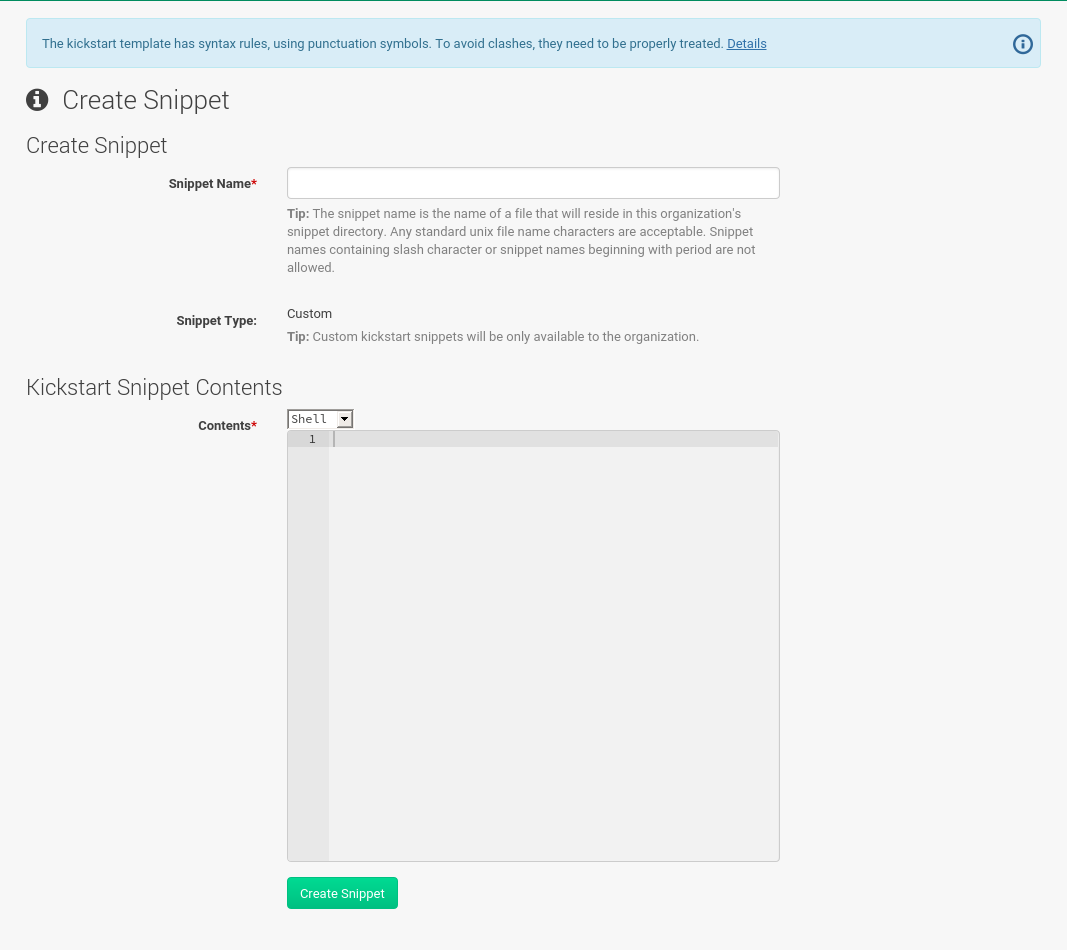 The kickstart template has syntax rules, using punctuation symbols. To avoid clashes, they need to be properly treated. Details
Create Snippet
Create Snippet
Snippet Name*
Tip: The snippet name is the name of a file that will reside in this organization's
snippet directory. Any standard unix file name characters are acceptable. Snippet
names containing slash character or snippet names beginning with period are not
allowed.
Snippet Type:
Custom
Tip: Custom kickstart snippets will be only available to the organization.
Kickstart Snippet Contents
Contents*
Shell
1
Create Snippet